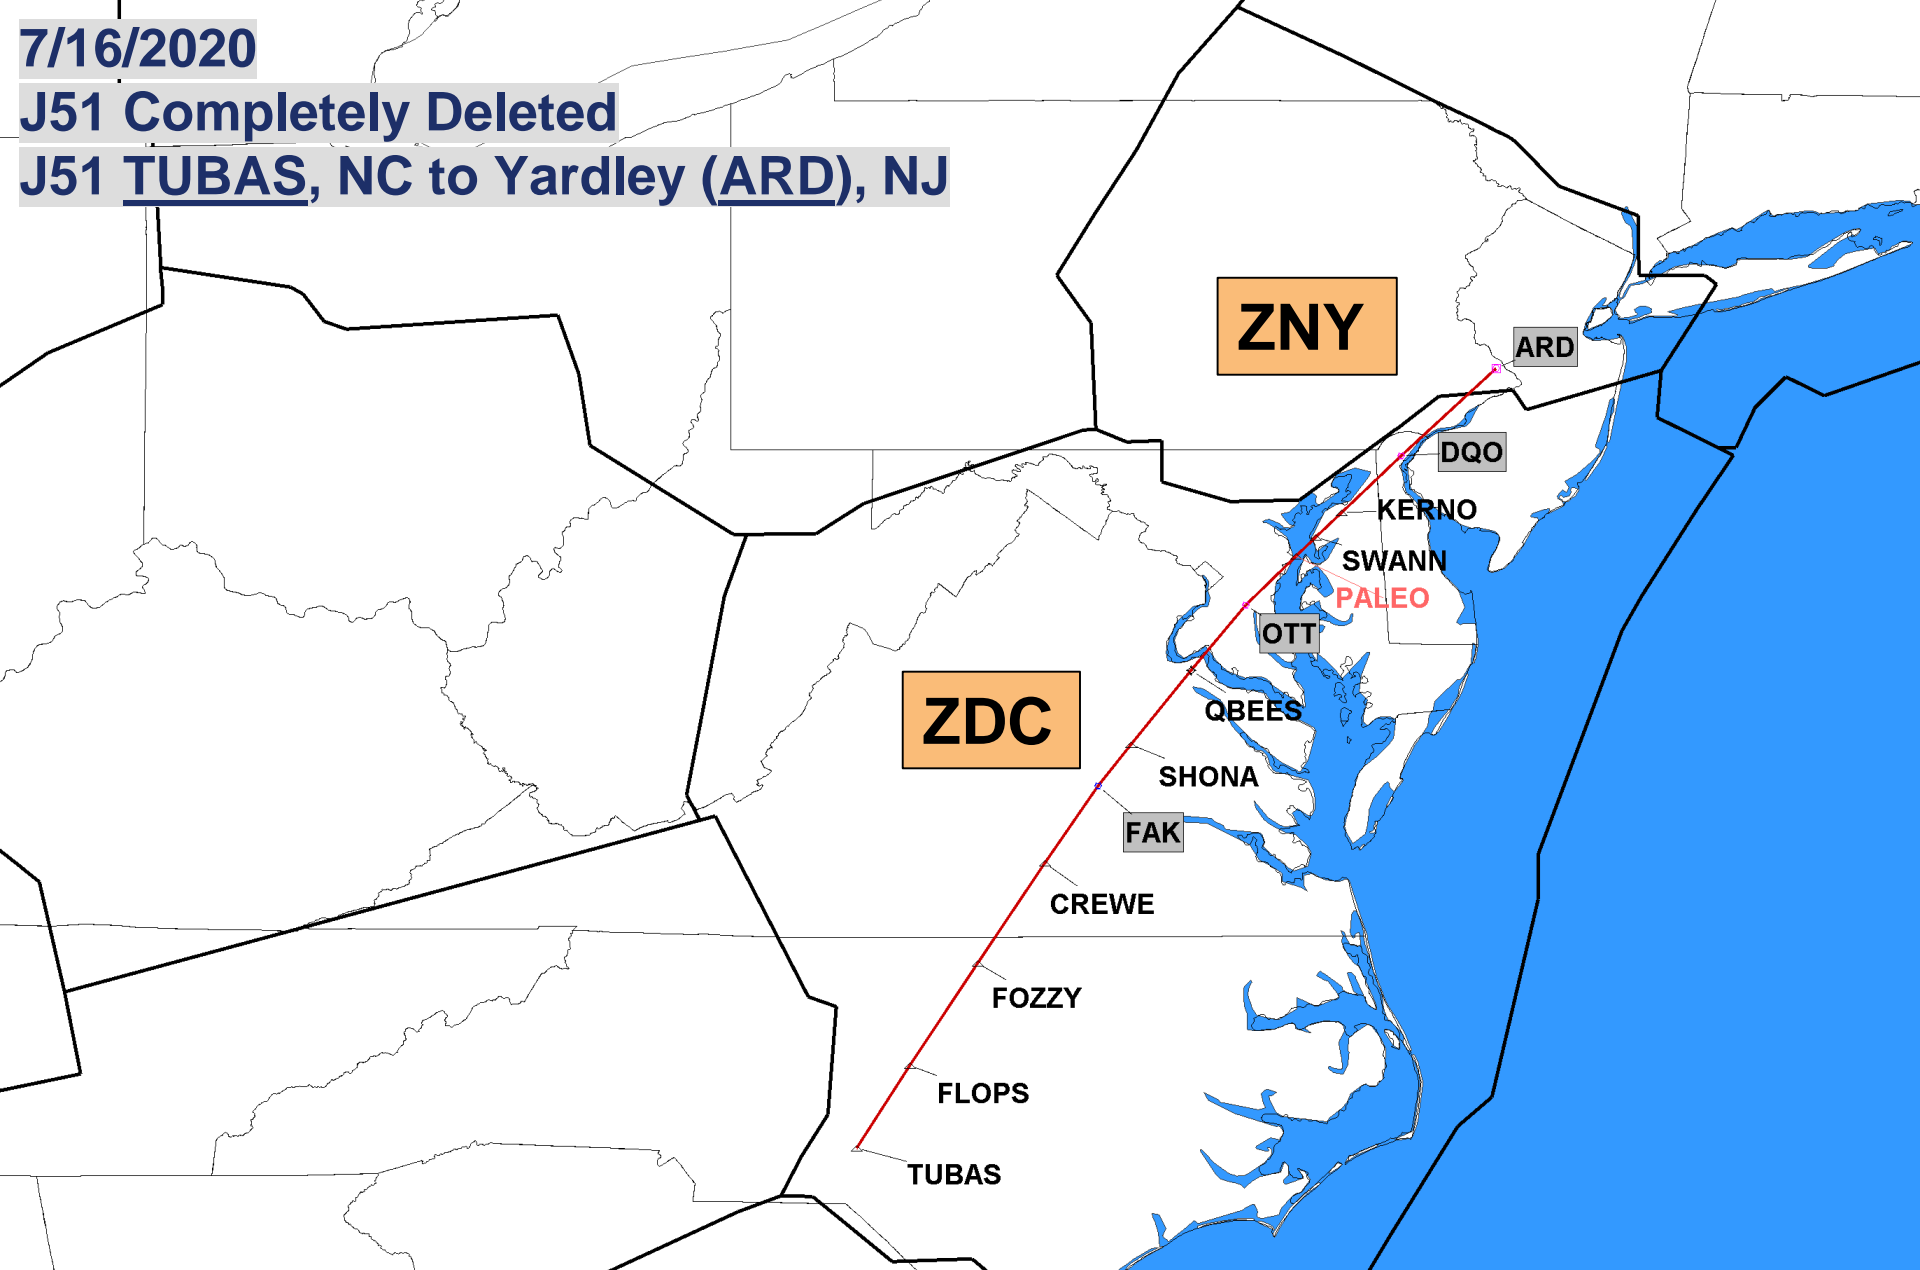 7/16/2020
J51 Completely Deleted
J51 TUBAS, NC to Yardley (ARD), NJ
ZNY
ARD
DQO
KERNO
SWANN
PALEO
OTT
ZDC
QBEES
SHONA
FAK
CREWE
FOZZY
FLOPS
TUBAS